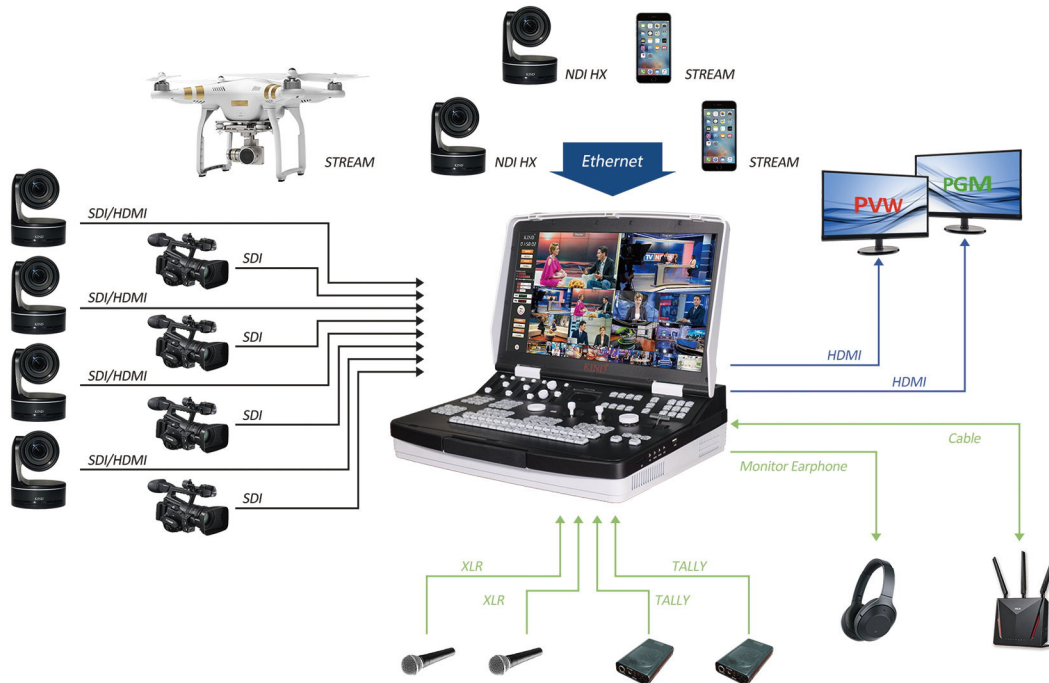 NDI HX
STREAM
NDI HX
Ethernet
STREAM
STREAM
PVW
PGM
SDI/HDMI
SDI
SDI/HDMI
SDI
SDI/HDMI
SDI
SDI/HDMI
SDI
KIND
HDMI
HDMI
Cable
Monitor Earphone
XLR
XLR
TALLY
TALLY